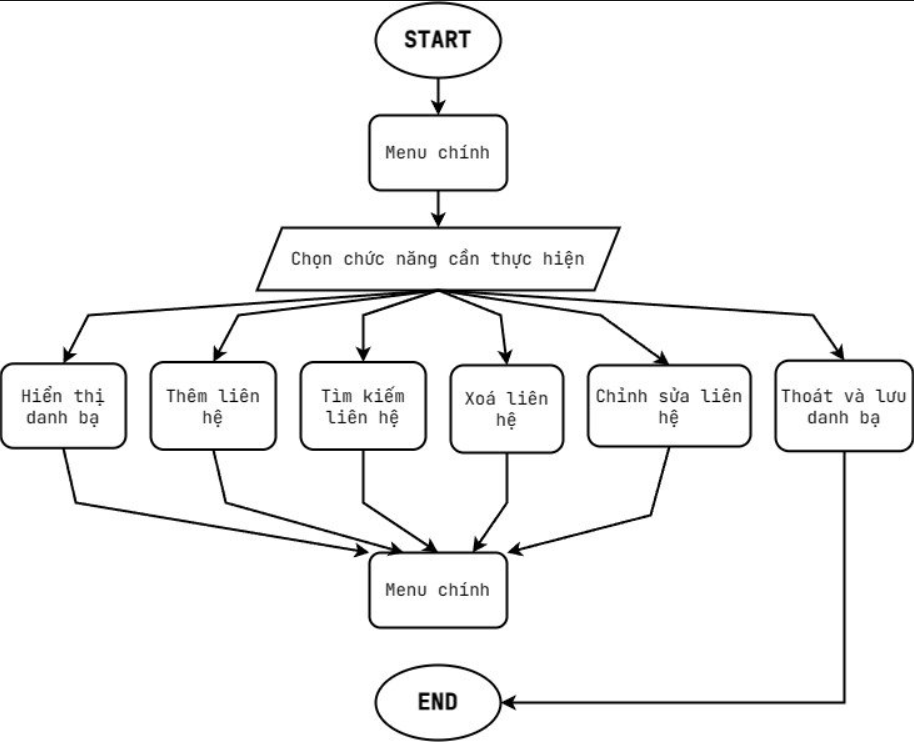 START
Menu chính
Chọn chức năng cần thực hiện
Hiển thị
danh bạ
Thêm liên
hệ
Tìm kiếm
liên hệ
Xoá liên
hệ
Chỉnh sửa liên
hệ
Thoát và lưu
danh bạ
Menu chính
END